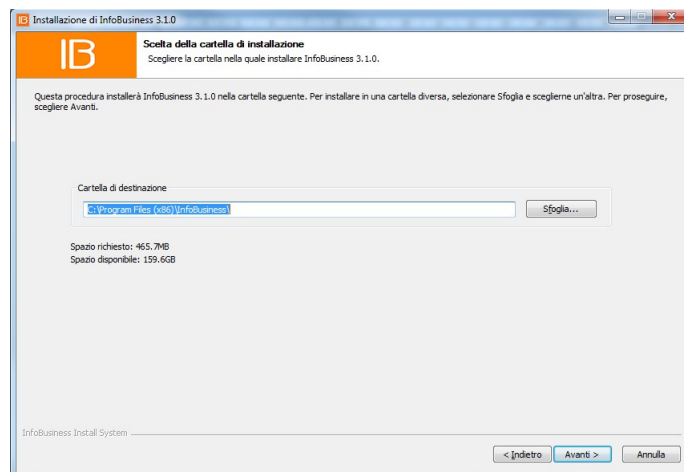 Installazione di InfoBusiness 3.1.0
IB
Scelta della cartella di installazione
Scegliere la cartella nella quale installare InfoBusiness 3.1.0.
Questa procedura installerà InfoBusiness 3.1.0 nella cartella seguente. Per installare in una cartella diversa, selezionare Sfoglia e sceglierne un'altra. Per proseguire,
scegliere Avanti.
Cartella di destinazione
C:\Program Files (x86)\InfoBusiness\
Sfoglia...
Spazio richiesto: 465.7MB
Spazio disponibile: 159.6GB
InfoBusiness Install System
< Indietro
Avanti >
Annulla